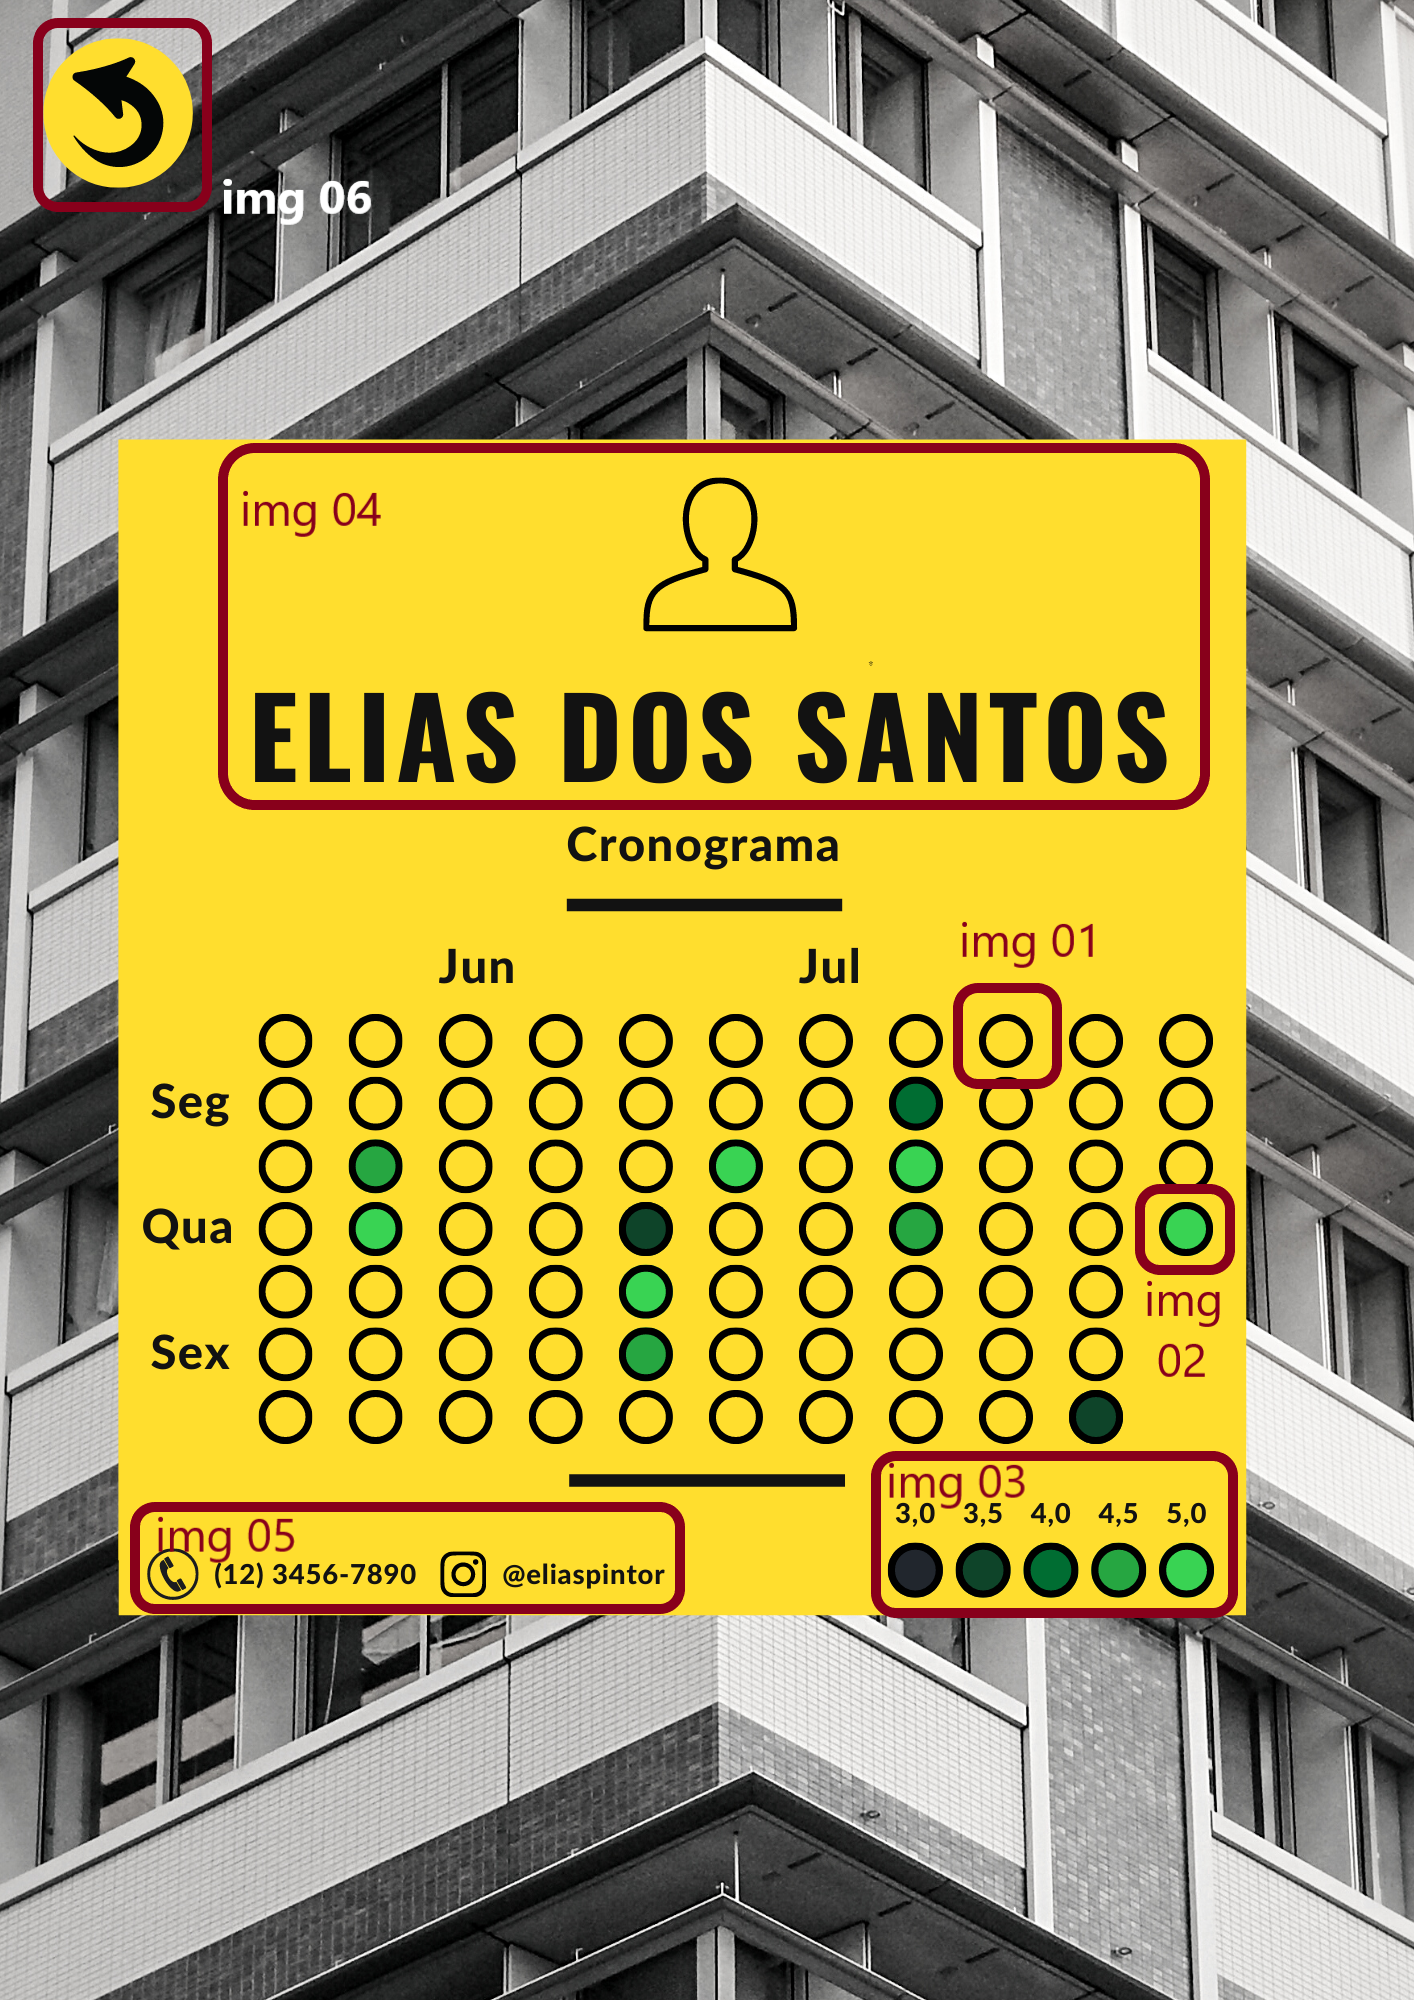 img 06
img 04
ELIAS DOS SANTOS
Cronograma
img 01
Jun Jul
Seg
Qua
img
02
Sex
img 03
3,0 3,5 4,0 4,5 5,0
img 05
(12) 3456-7890 @eliaspintor